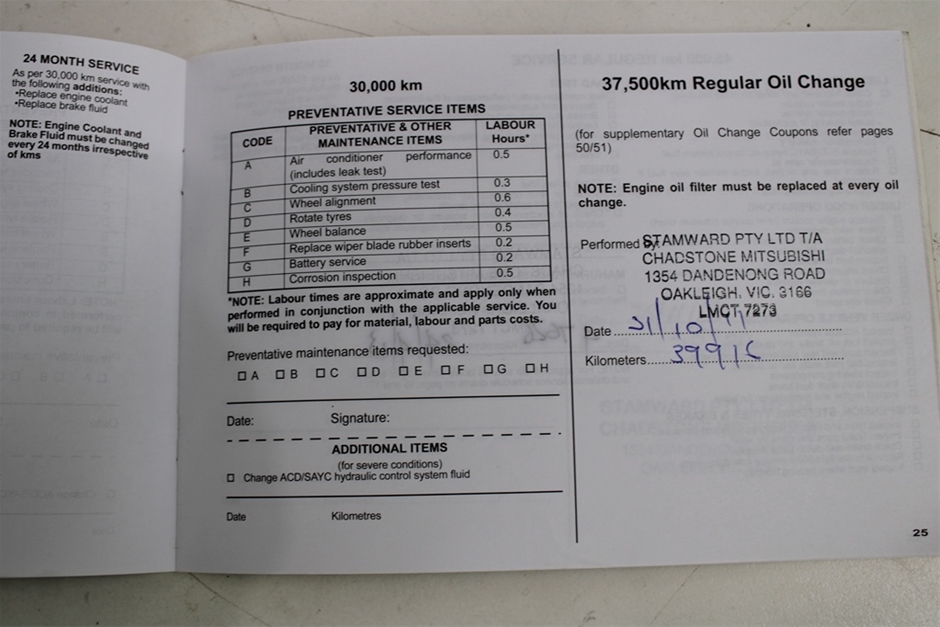 24 MONTH SERVICE
As per 30,000 km service with
the following additions:
•Replace engine coolant
•Replace brake fluid
NOTE: Engine Coolant and
Brake Fluid must be changed
every 24 months irrespective
of kms
30,000 km
PREVENTATIVE SERVICE ITEMS
CODE PREVENTATIVE & OTHER MAINTENANCE ITEMS LABOUR Hours*
A Air conditioner performance (includes leak test) 0.5
B Cooling system pressure test 0.3
C Wheel alignment 0.6
D Rotate tyres 0.4
E Wheel balance 0.5
F Replace wiper blade rubber inserts 0.2
G Battery service 0.2
H Corrosion inspection 0.5
*NOTE: Labour times are approximate and apply only when
performed in conjunction with the applicable service. You
will be required to pay for material, labour and parts costs.
Preventative maintenance items requested:
☐ A ☐ B ☐ C ☐ D ☐ E ☐ F ☐ G ☐ H
Date: Signature:
ADDITIONAL ITEMS
(for severe conditions)
☐ Change ACD/SAYC hydraulic control system fluid
Date Kilometres
37,500km Regular Oil Change
(for supplementary Oil Change Coupons refer pages
50/51)
NOTE: Engine oil filter must be replaced at every oil
change.
Performed by
STAMWARD PTY LTD T/A
CHADSTONE MITSUBISHI
1354 DANDENONG ROAD
OAKLEIGH, VIC. 3166
LMCT 7273
Date 31/10/11
Kilometers
25